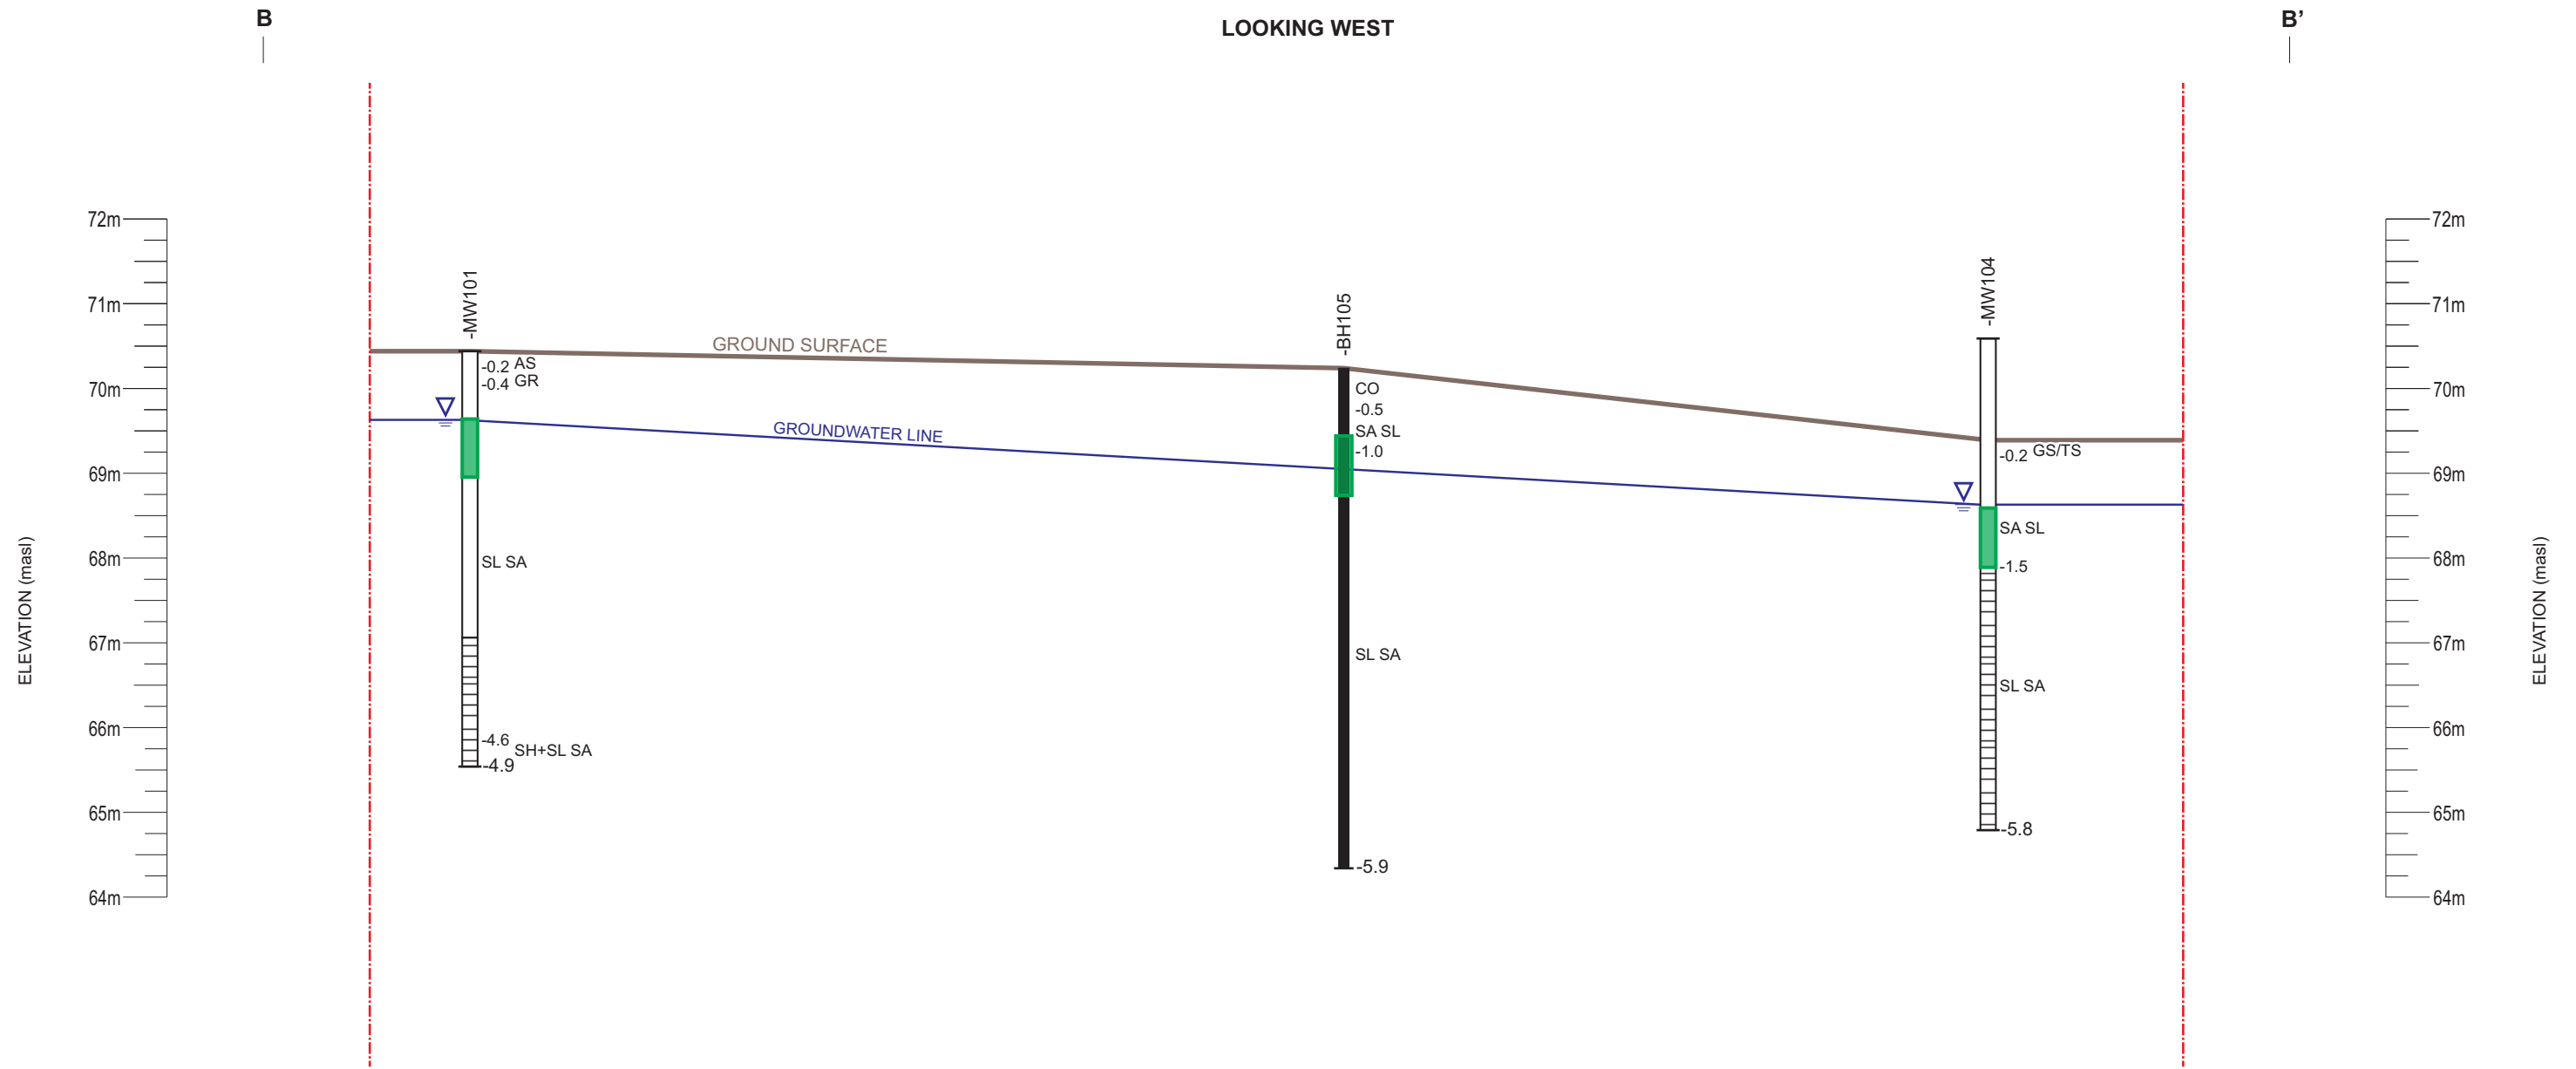 B
LOOKING WEST
B’
72m
71m
70m
69m
68m
67m
66m
65m
64m
ELEVATION (masl)
-MW101
-0.2 AS
-0.4 GR
SL SA
-4.6
SH+SL SA
-4.9
GROUND SURFACE
GROUNDWATER LINE
-BH105
CO
-0.5
SA SL
-1.0
SL SA
-5.9
-MW104
-0.2 GS/TS
SA SL
-1.5
SL SA
-5.8
72m
71m
70m
69m
68m
67m
66m
65m
64m
ELEVATION (masl)